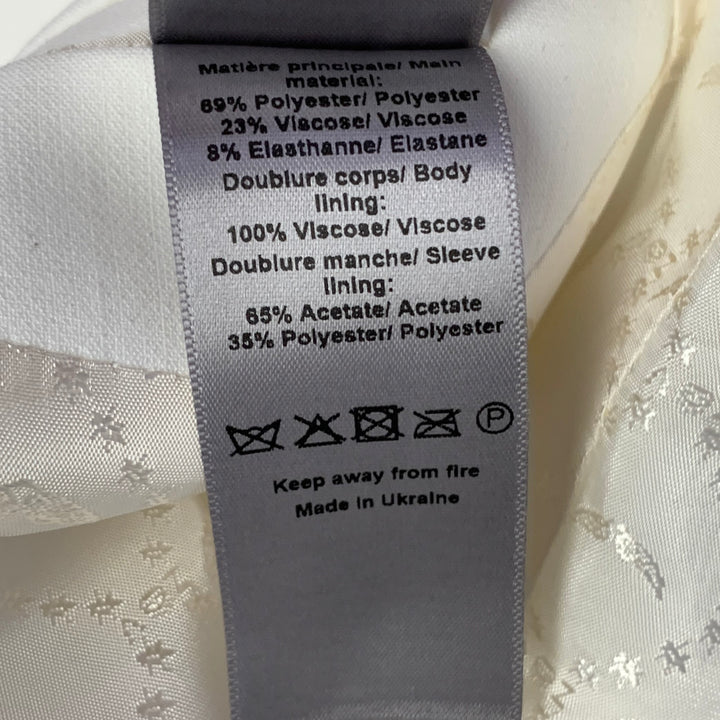 Matière principale/ Main
material:
69% Polyester/ Polyester
23% Viscose/ Viscose
8% Elasthanne/ Elastane
Doublure corps/ Body
lining:
100% Viscose/ Viscose
Doublure manche/ Sleeve
lining:
65% Acetate/ Acetate
35% Polyester/ Polyester
P
Keep away from fire
Made in Ukraine